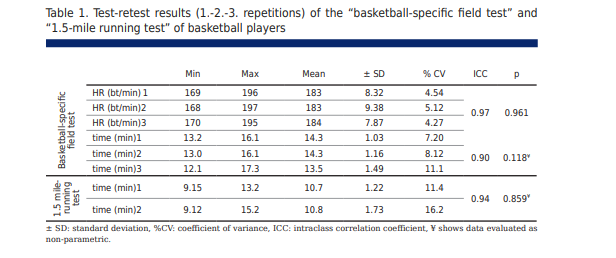 Table 1. Test-retest results (1.-2.-3. repetitions) of the “basketball-specific field test” and
“1.5-mile running test” of basketball players
Min Max Mean ± SD % CV ICC p
Basketball-specific
field test
HR (bt/min) 1 169 196 183 8.32 4.54
HR (bt/min)2 168 197 183 9.38 5.12
0.97 0.961
HR (bt/min)3 170 195 184 7.87 4.27
time (min)1 13.2 16.1 14.3 1.03 7.20
time (min)2 13.0 16.1 14.3 1.16 8.12
0.90 0.118¥
time (min)3 12.1 17.3 13.5 1.49 11.1
1.5 mile-
running
test
time (min)1 9.15 13.2 10.7 1.22 11.4
0.94 0.859¥
time (min)2 9.12 15.2 10.8 1.73 16.2
± SD: standard deviation, %CV: coefficient of variance, ICC: intraclass correlation coefficient, ¥ shows data evaluated as
non-parametric.